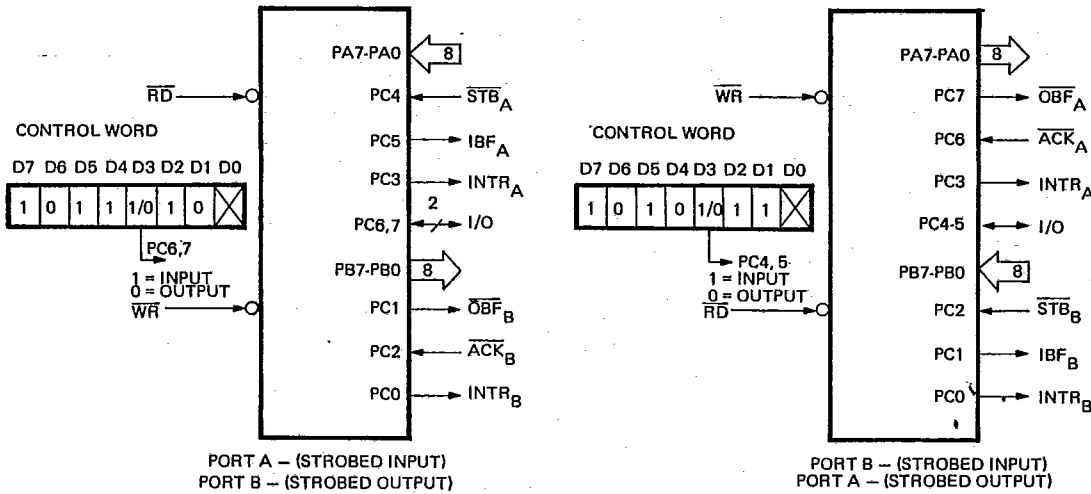 PA7-PA0 8
RD
PC4 STB_A
CONTROL WORD
PC5 IBF_A
D7 D6 D5 D4 D3 D2 D1 D0
PC3 INTR_A
1 0 1 1 1/0 1 0 X
2
PC6,7 I/O
PC6,7
1 = INPUT
0 = OUTPUT
PB7-PB0 8
WR
PC1 OBF_B
PC2 ACK_B
PC0 INTR_B
PORT A – (STROBED INPUT)
PORT B – (STROBED OUTPUT)
PA7-PA0 8
WR
PC7 OBF_A
CONTROL WORD
PC6 ACK_A
D7 D6 D5 D4 D3 D2 D1 D0
PC3 INTR_A
1 0 1 0 1/0 1 1 X
PC4-5 I/O
PC4, 5
1 = INPUT
0 = OUTPUT
PB7-PB0 8
RD
PC2 STB_B
PC1 IBF_B
PC0 INTR_B
PORT B – (STROBED INPUT)
PORT A – (STROBED OUTPUT)